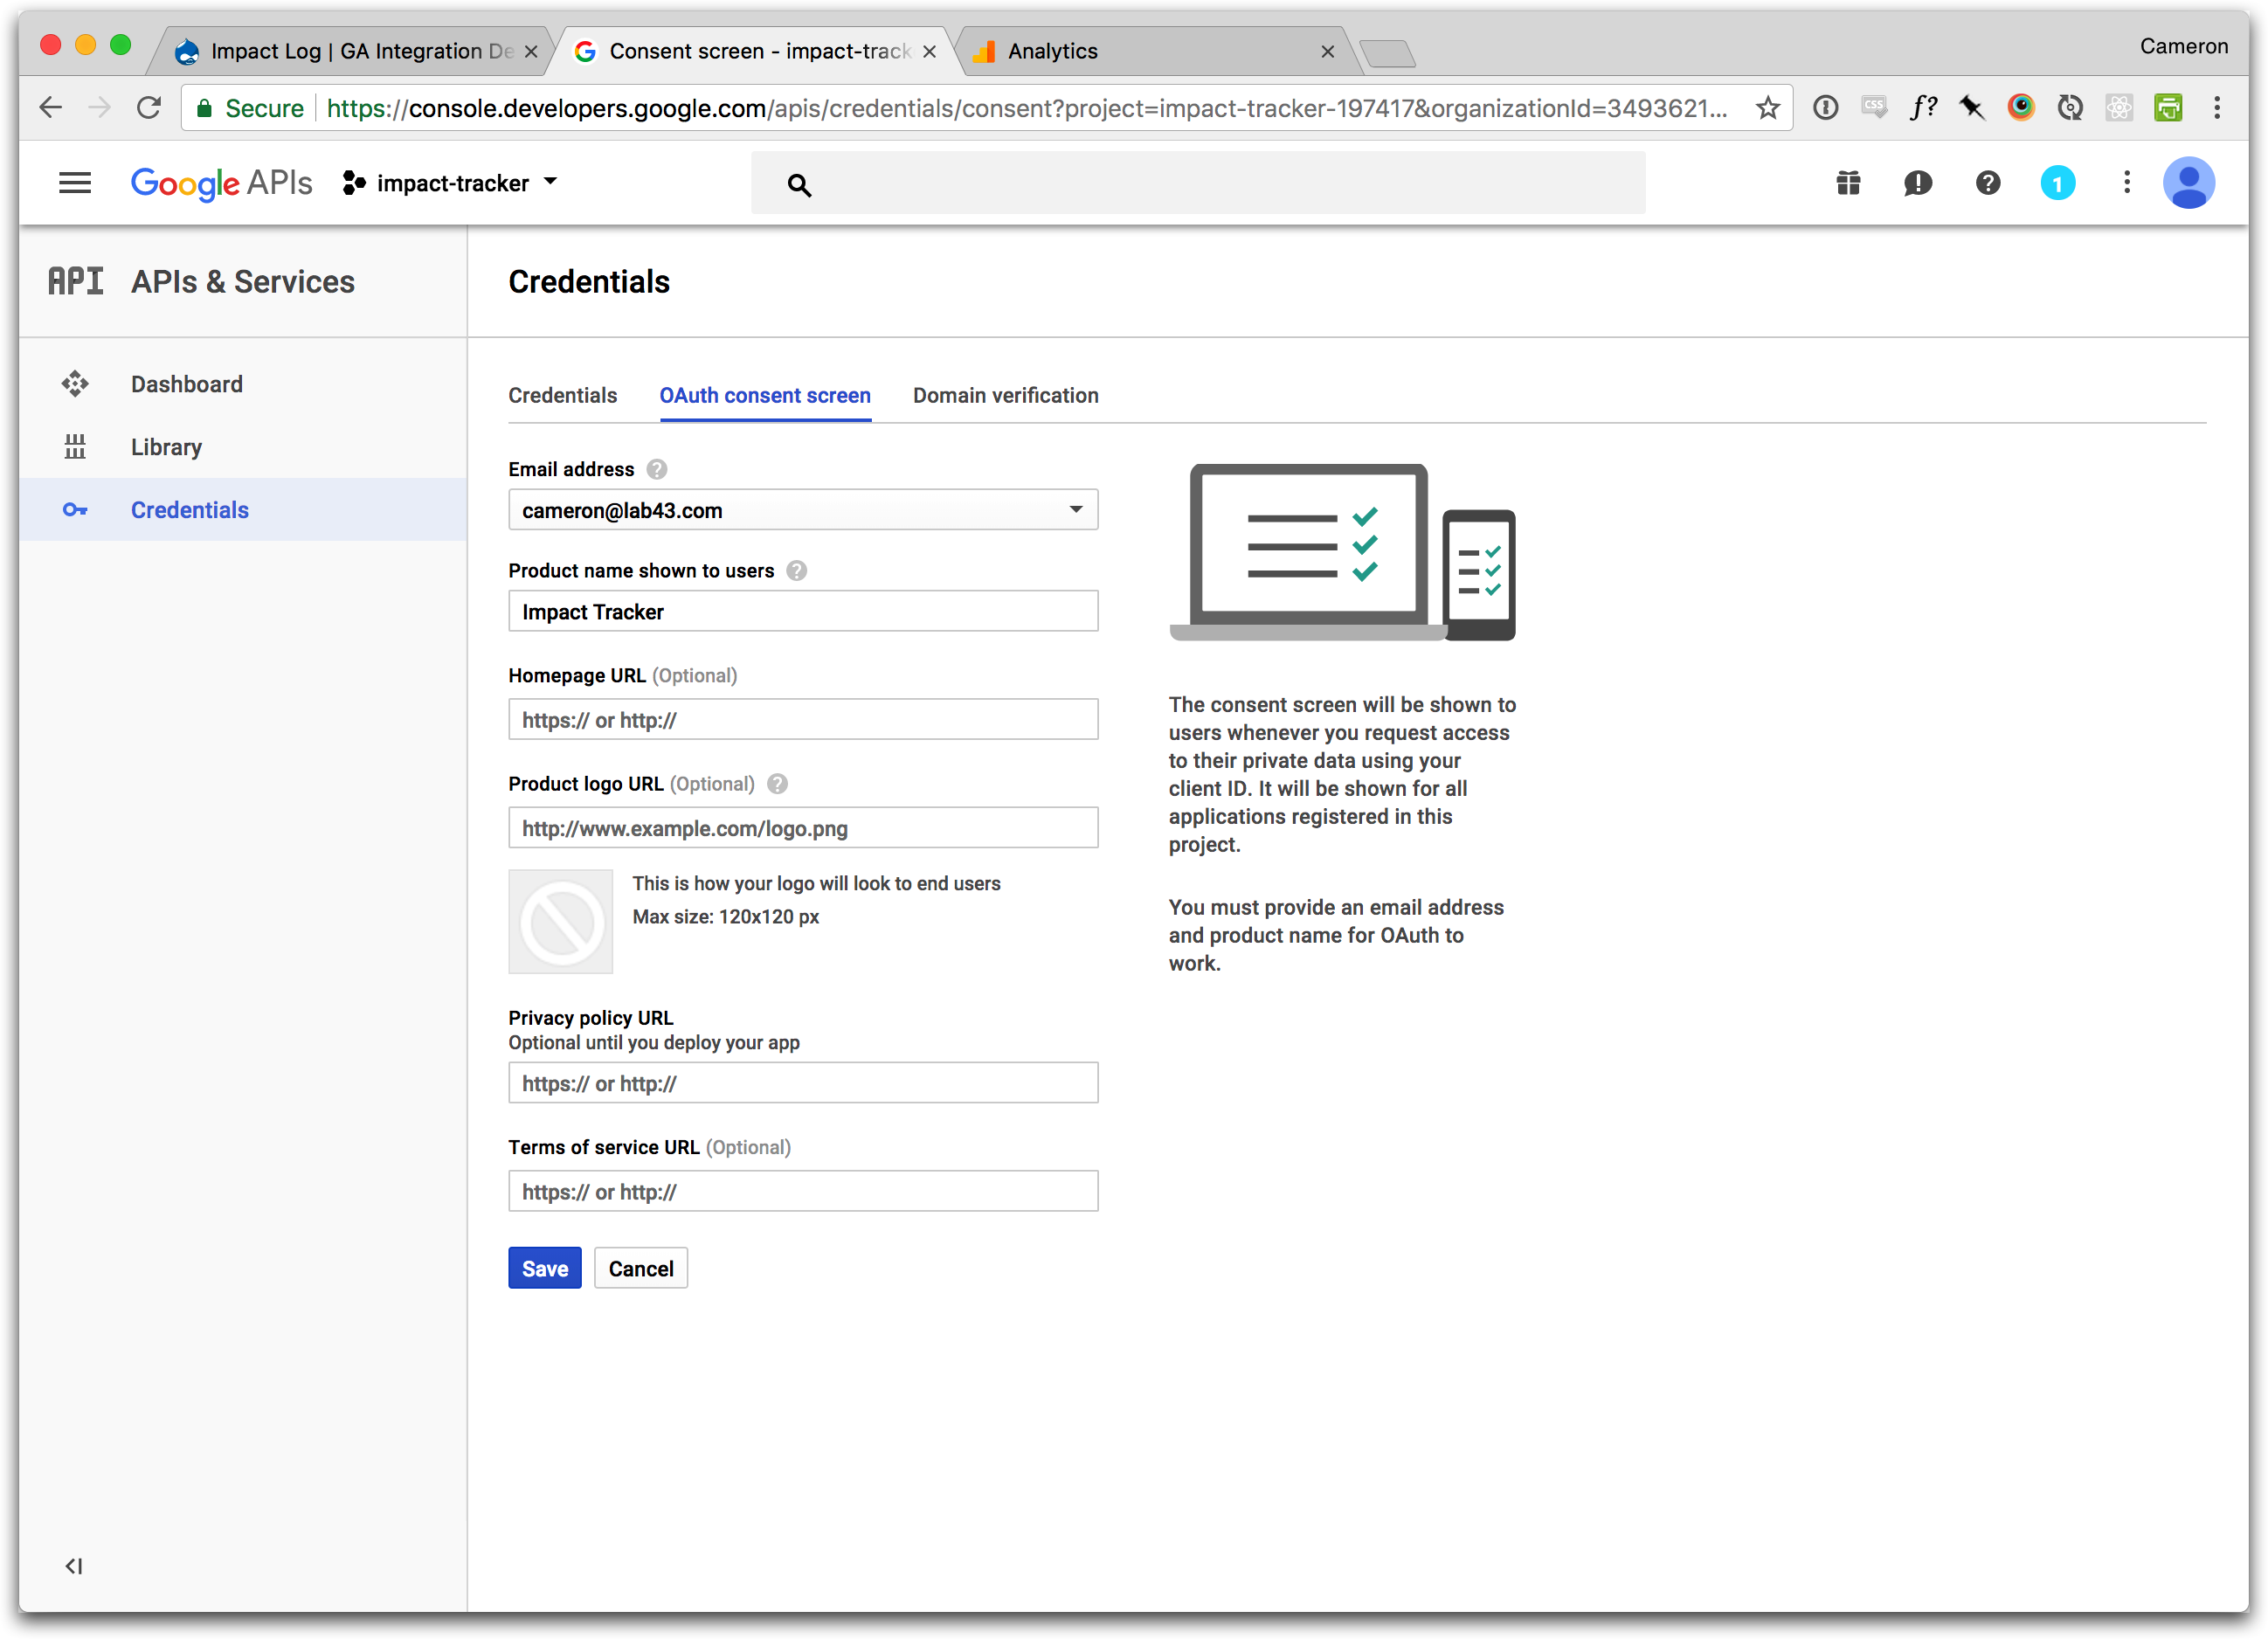 Impact Log | GA Integration De
Consent screen - impact-track
Analytics
Cameron
Secure
https://console.developers.google.com/apis/credentials/consent?project=impact-tracker-197417&organizationId=3493621...
CSS
f?
Google APIs
impact-tracker
1
API
APIs & Services
Credentials
Dashboard
Library
Credentials
Credentials
OAuth consent screen
Domain verification
Email address ?
cameron@lab43.com
Product name shown to users ?
Impact Tracker
Homepage URL (Optional)
https:// or http://
Product logo URL (Optional) ?
http://www.example.com/logo.png
This is how your logo will look to end users
Max size: 120x120 px
Privacy policy URL
Optional until you deploy your app
https:// or http://
Terms of service URL (Optional)
https:// or http://
Save
Cancel
The consent screen will be shown to
users whenever you request access
to their private data using your
client ID. It will be shown for all
applications registered in this
project.
You must provide an email address
and product name for OAuth to
work.